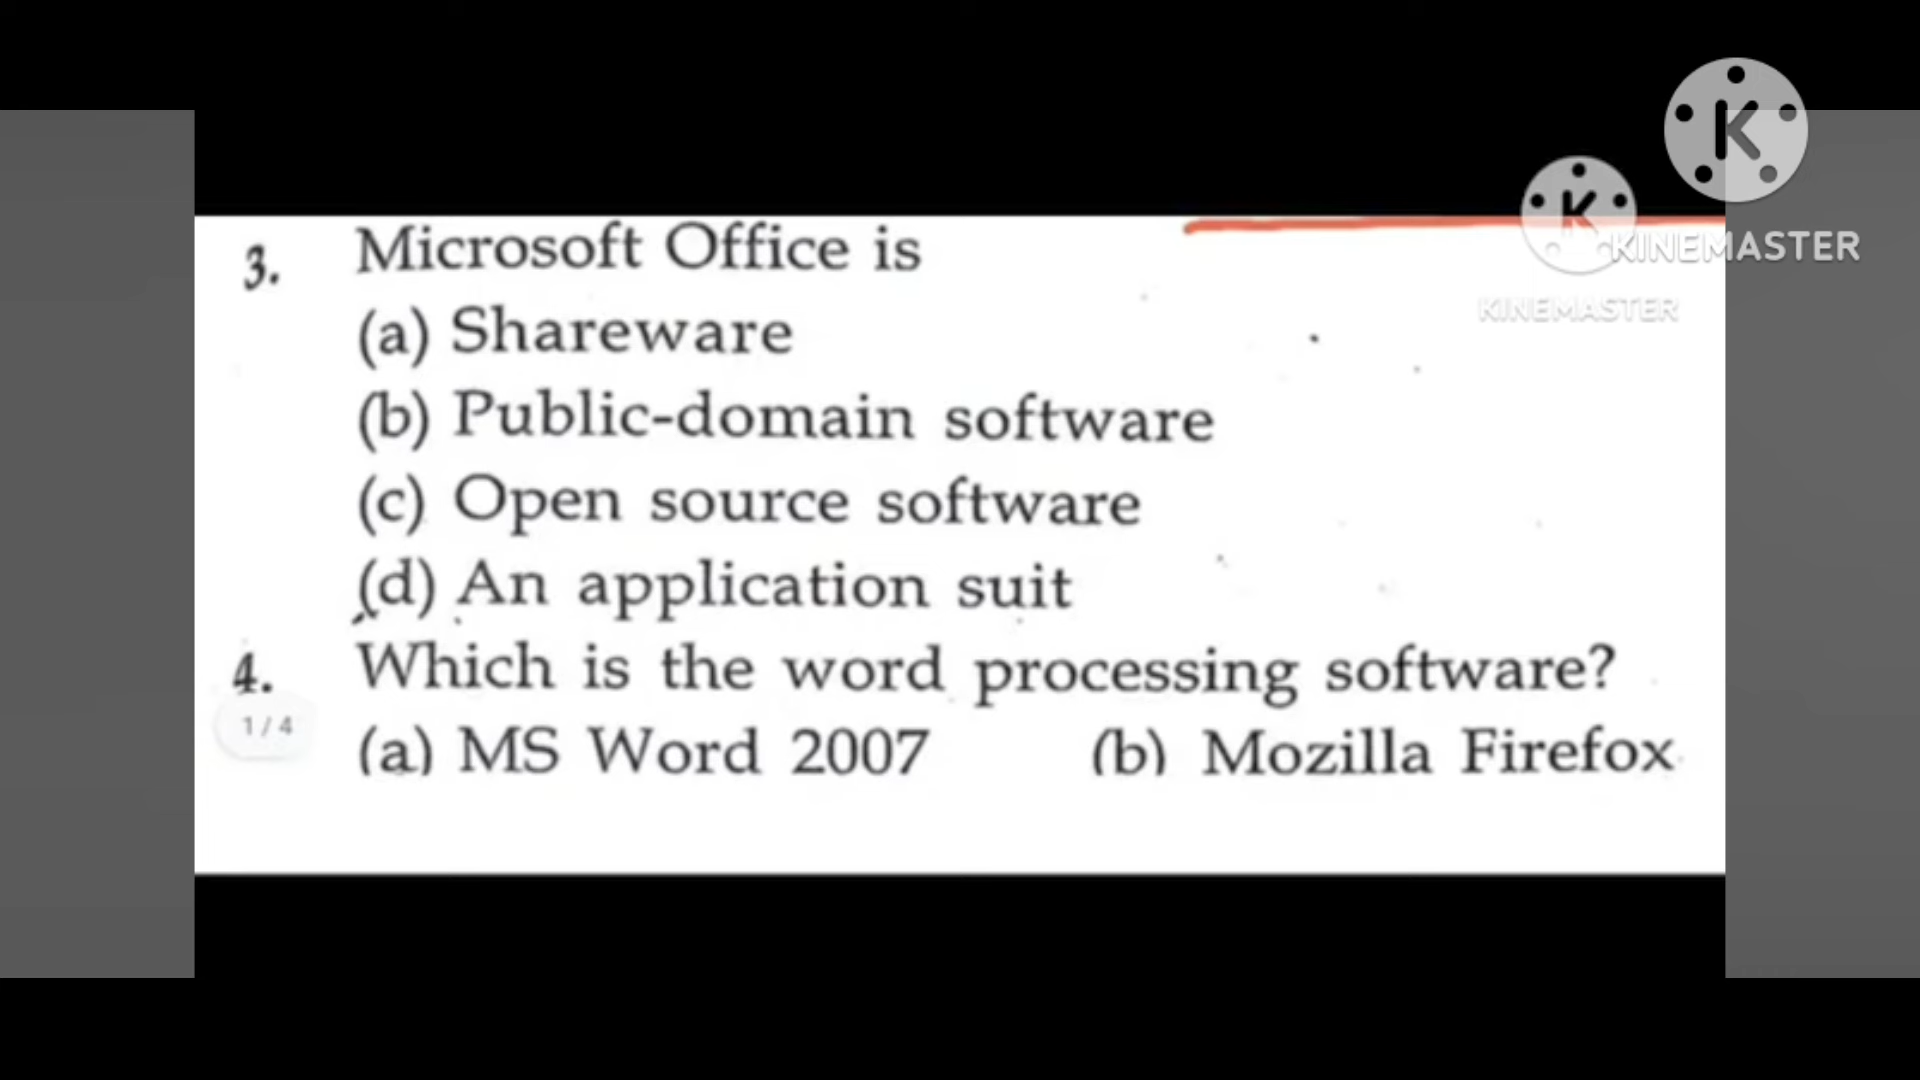 K
K
KINEMASTER
KINEMASTER
3. Microsoft Office is
(a) Shareware
(b) Public-domain software
(c) Open source software
(d) An application suit
4. Which is the word processing software?
1/4
(a) MS Word 2007 (b) Mozilla Firefox